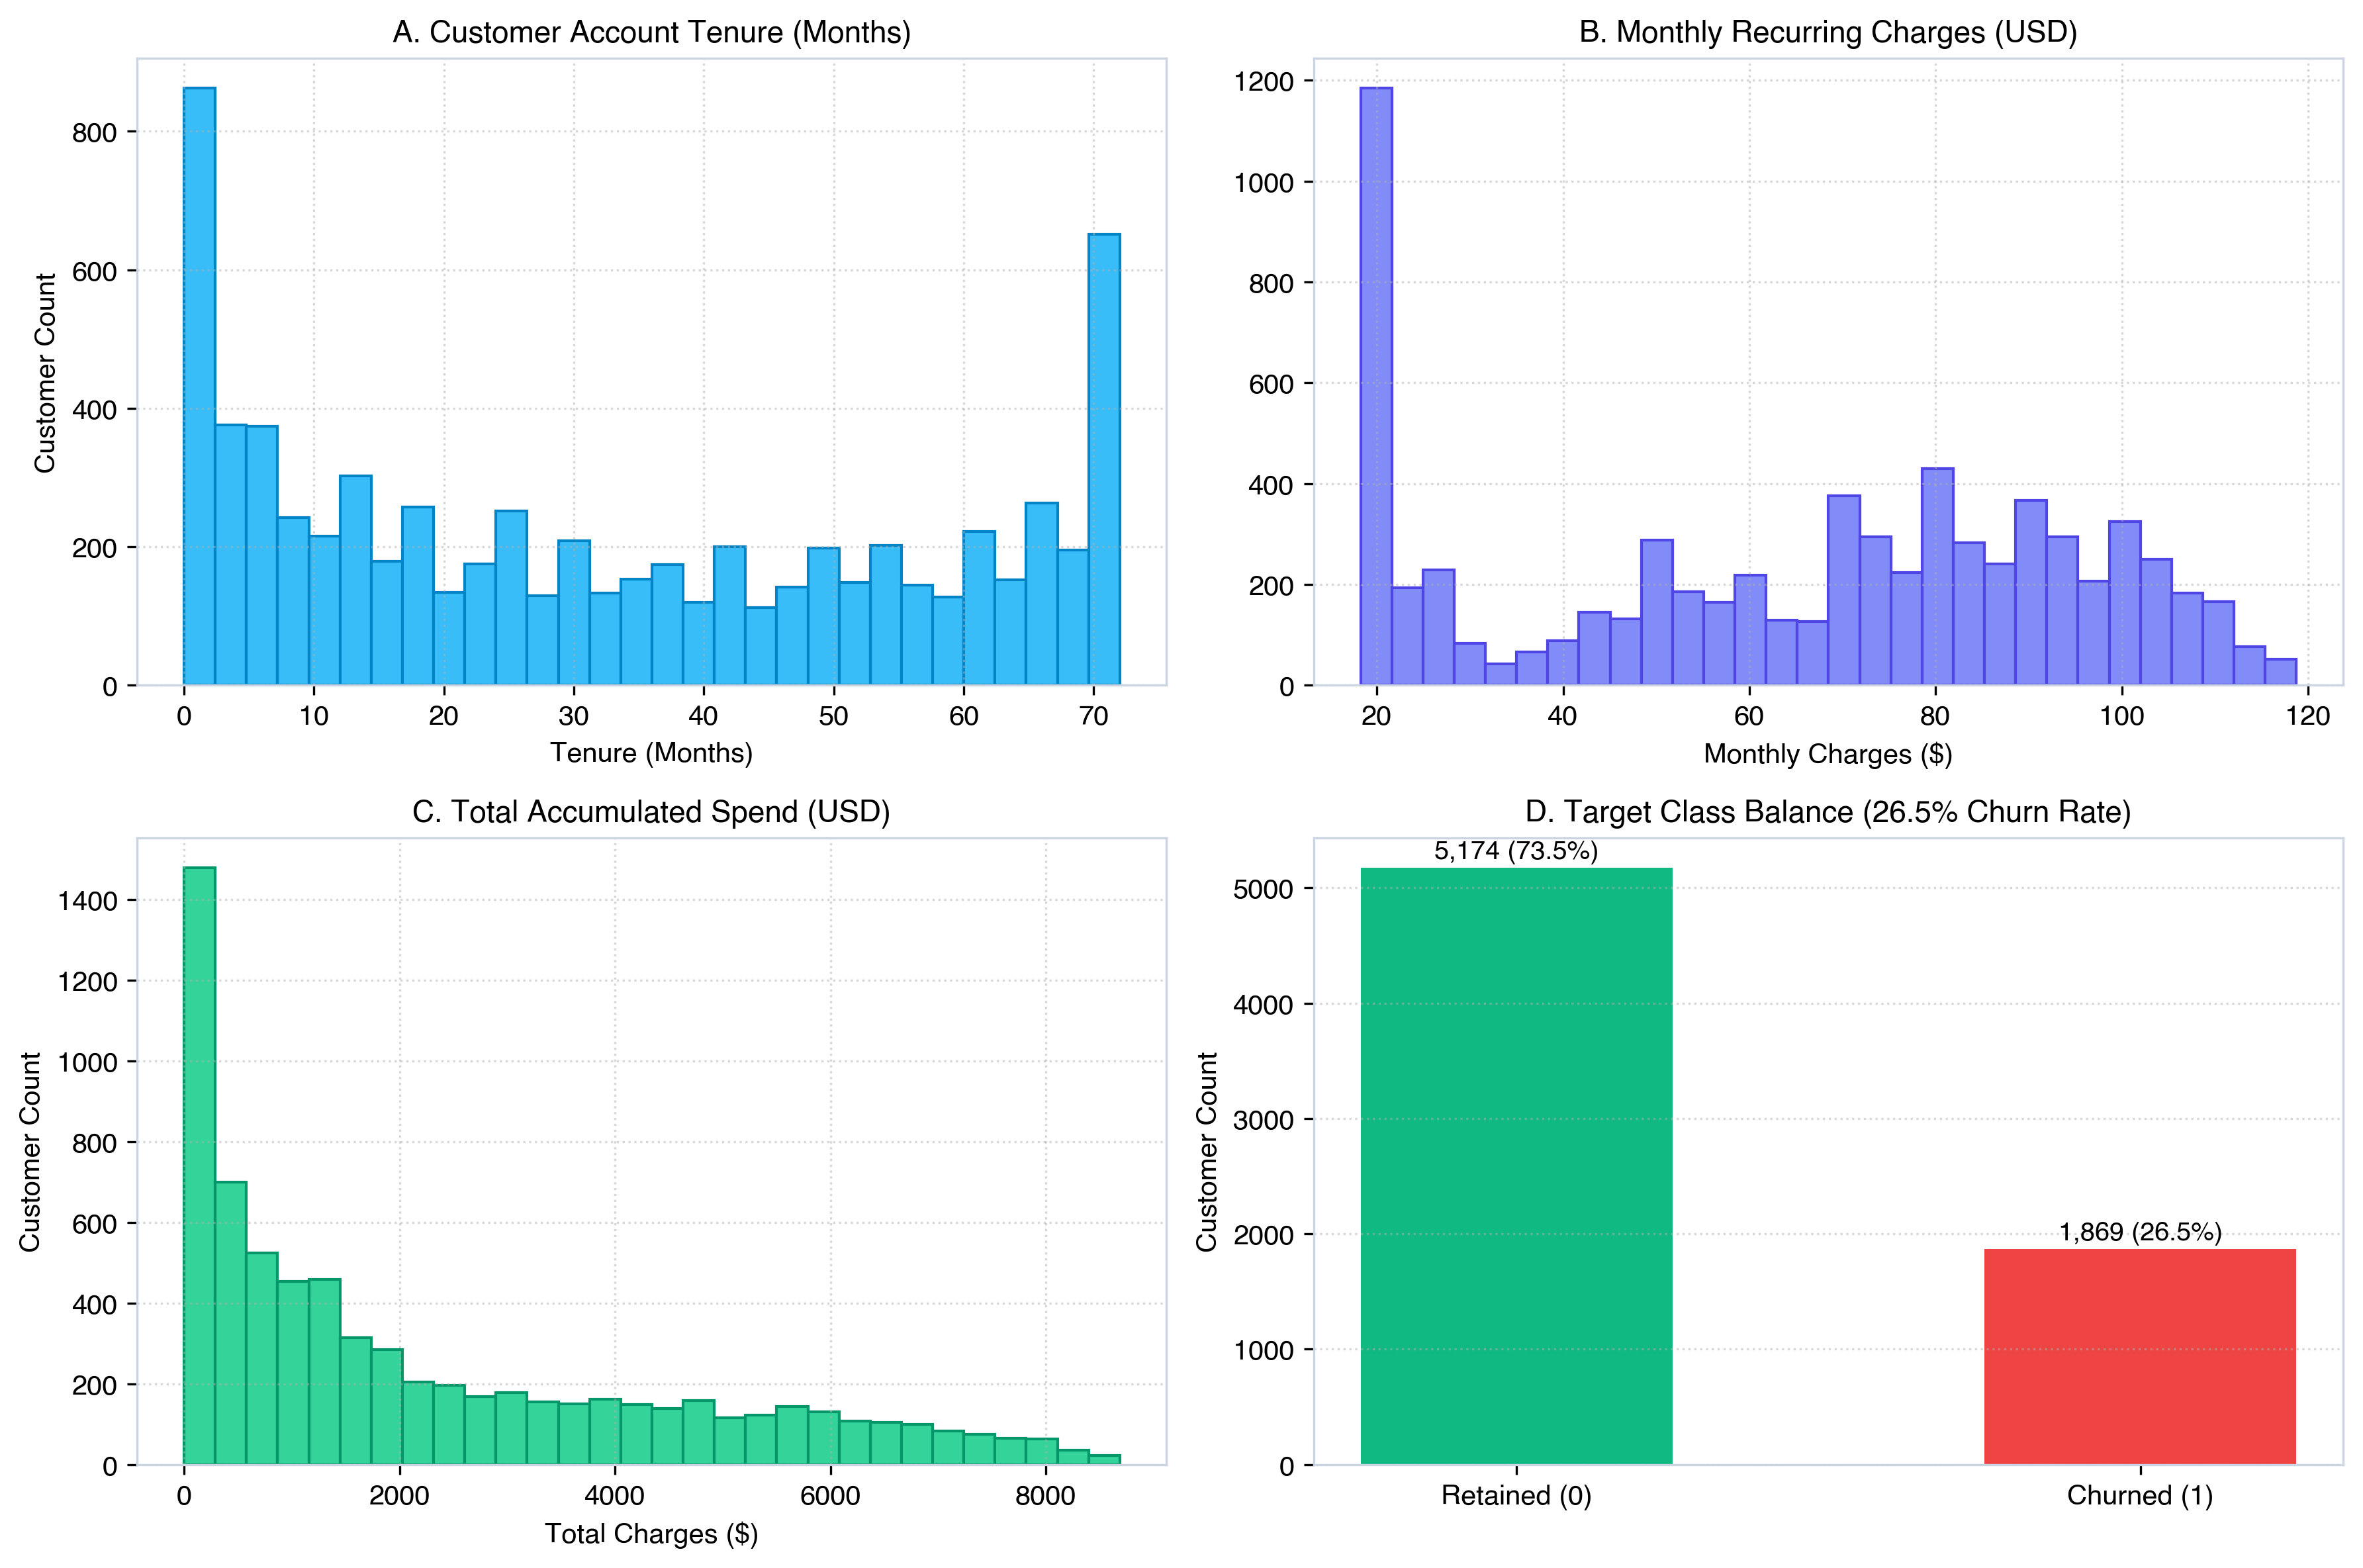 A. Customer Account Tenure (Months)
Customer Count
800
600
400
200
0
0 10 20 30 40 50 60 70
Tenure (Months)
B. Monthly Recurring Charges (USD)
1200
1000
800
600
400
200
0
20 40 60 80 100 120
Monthly Charges ($)
C. Total Accumulated Spend (USD)
Customer Count
1400
1200
1000
800
600
400
200
0
0 2000 4000 6000 8000
Total Charges ($)
D. Target Class Balance (26.5% Churn Rate)
Customer Count
5,174 (73.5%)
5000
4000
3000
2000
1,869 (26.5%)
1000
0
Retained (0) Churned (1)